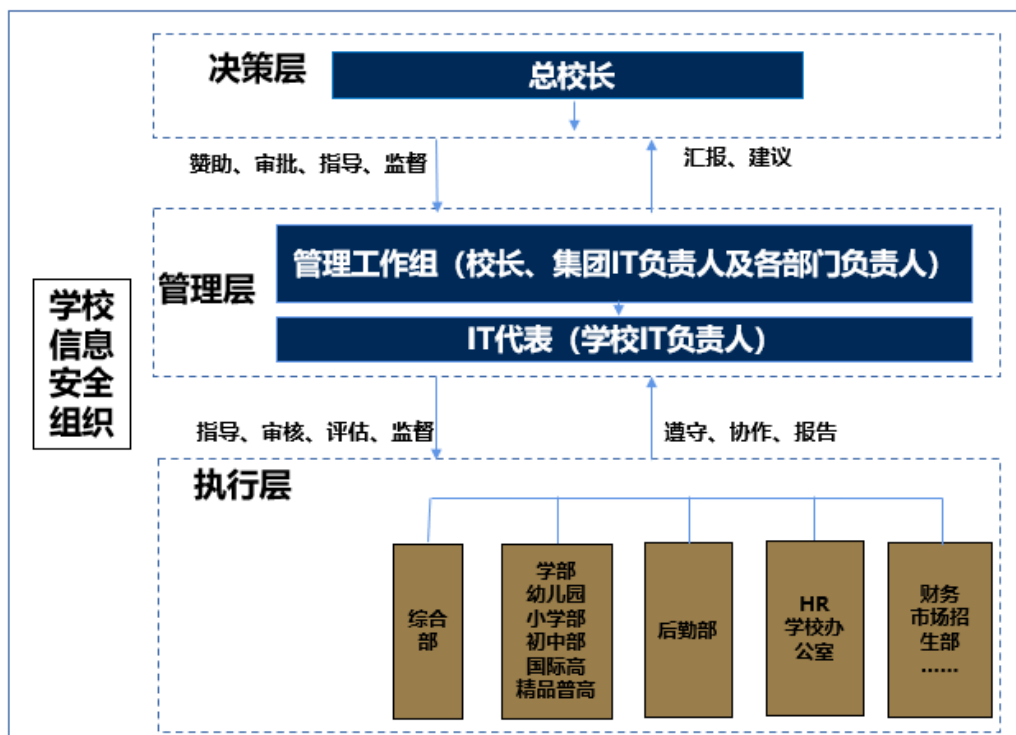 决策层
总校长
赞助、审批、指导、监督
汇报、建议
学校
信息
安全
组织
管理层
管理工作组（校长、集团IT负责人及各部门负责人）
IT代表（学校IT负责人）
指导、审核、评估、监督
遵守、协作、报告
执行层
综合
部
学部
幼儿园
小学部
初中部
国际高
精品普高
后勤部
HR
学校办
公室
财务
市场招
生部
……